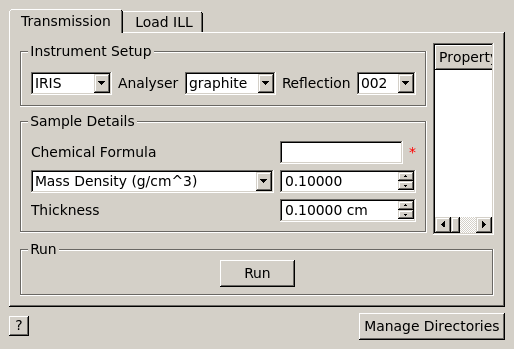 Transmission Load ILL
Instrument Setup
IRIS Analyser graphite Reflection 002
Property
Sample Details
Chemical Formula *
Mass Density (g/cm^3) 0.10000
Thickness 0.10000 cm
Run
Run
? Manage Directories